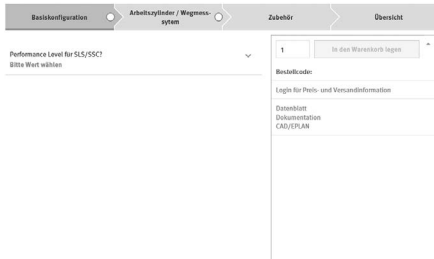 Basiskonfiguration
Arbeitszylinder / Wegmess-
sytem
Zubehör
Übersicht
Performance Level für SLS/SSC?
Bitte Wert wählen
1
In den Warenkorb legen
Bestellcode:
Login für Preis- und Versandinformation
Datenblatt
Dokumentation
CAD/EPLAN